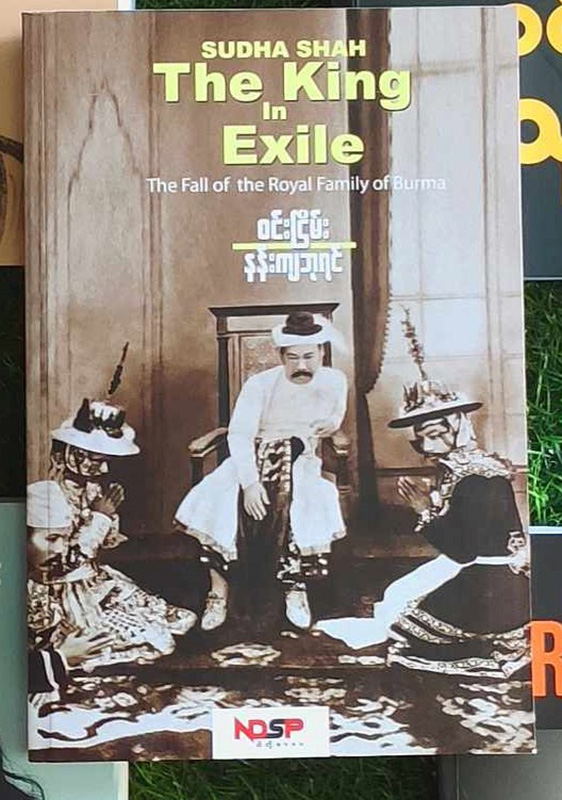 SUDHA SHAH
The King
In
Exile
The Fall of the Royal Family of Burma
ဝင်းငြိမ်း
နန်းကျဘုရင်
NDSP